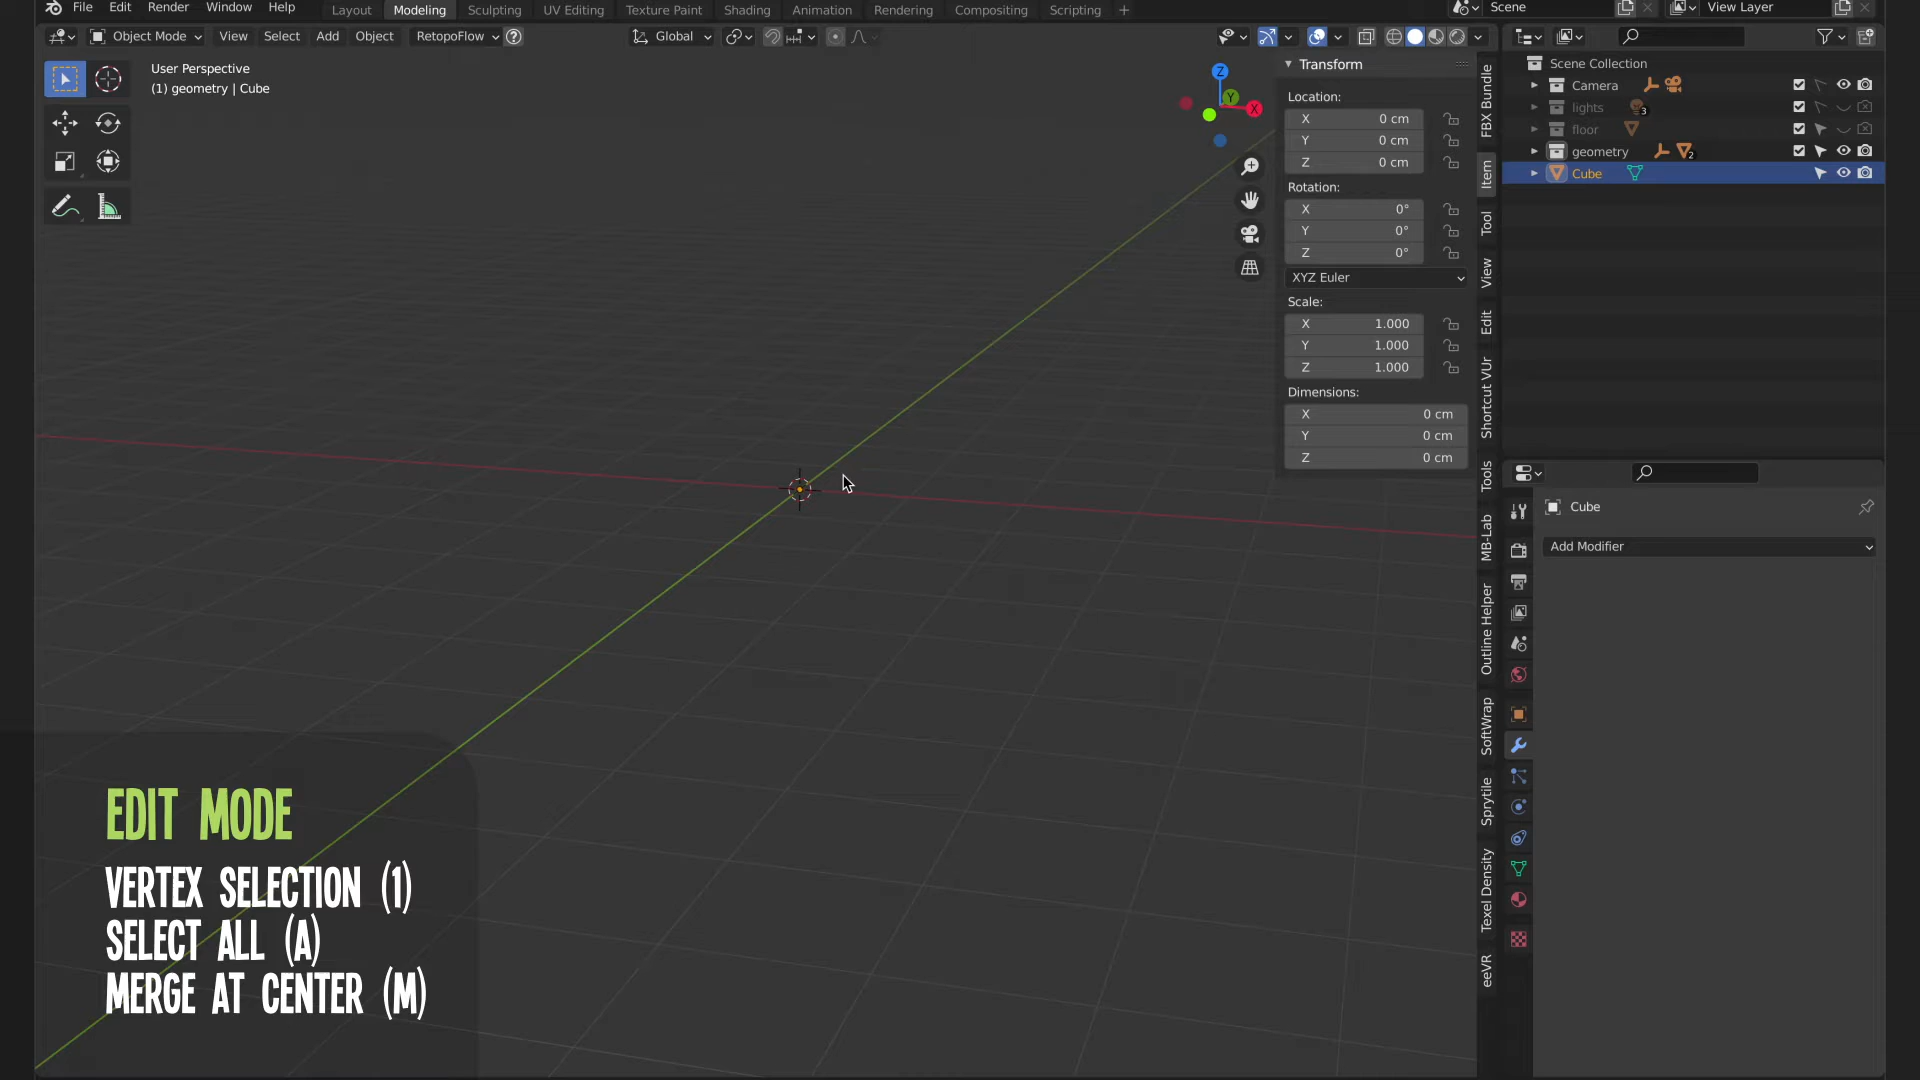 File Edit Render Window Help Layout Modeling Sculpting UV Editing Texture Paint Shading Animation Rendering Compositing Scripting + Scene View Layer
Object Mode View Select Add Object RetopoFlow Global
User Perspective
(1) geometry | Cube
Z
Y
X
Transform
Location:
X 0 cm
Y 0 cm
Z 0 cm
Rotation:
X 0°
Y 0°
Z 0°
XYZ Euler
Scale:
X 1.000
Y 1.000
Z 1.000
Dimensions:
X 0 cm
Y 0 cm
Z 0 cm
FBX Bundle
Item
Tool
View
Edit
Shortcut VUr
Tools
MB-Lab
Outline Helper
SoftWrap
Sprytile
Texel Density
eeVR
Scene Collection
Camera
lights 3
floor
geometry 2
Cube
Cube
Add Modifier
EDIT MODE
VERTEX SELECTION (1)
SELECT ALL (A)
MERGE AT CENTER (M)